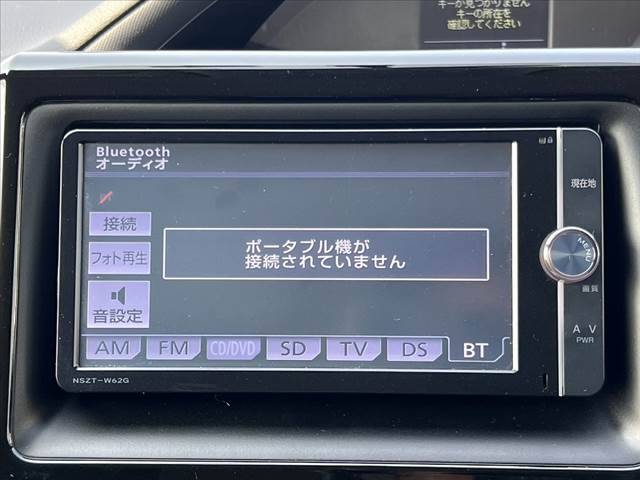 キーが見つかりません
キーの所在を
確認してください
Bluetooth
オーディオ
現在地
接続
フォト再生
ポータブル機が
接続されていません
MENU
画質
音設定
AV
PWR
AM FM CD/DVD SD TV DS BT
NSZT-W62G